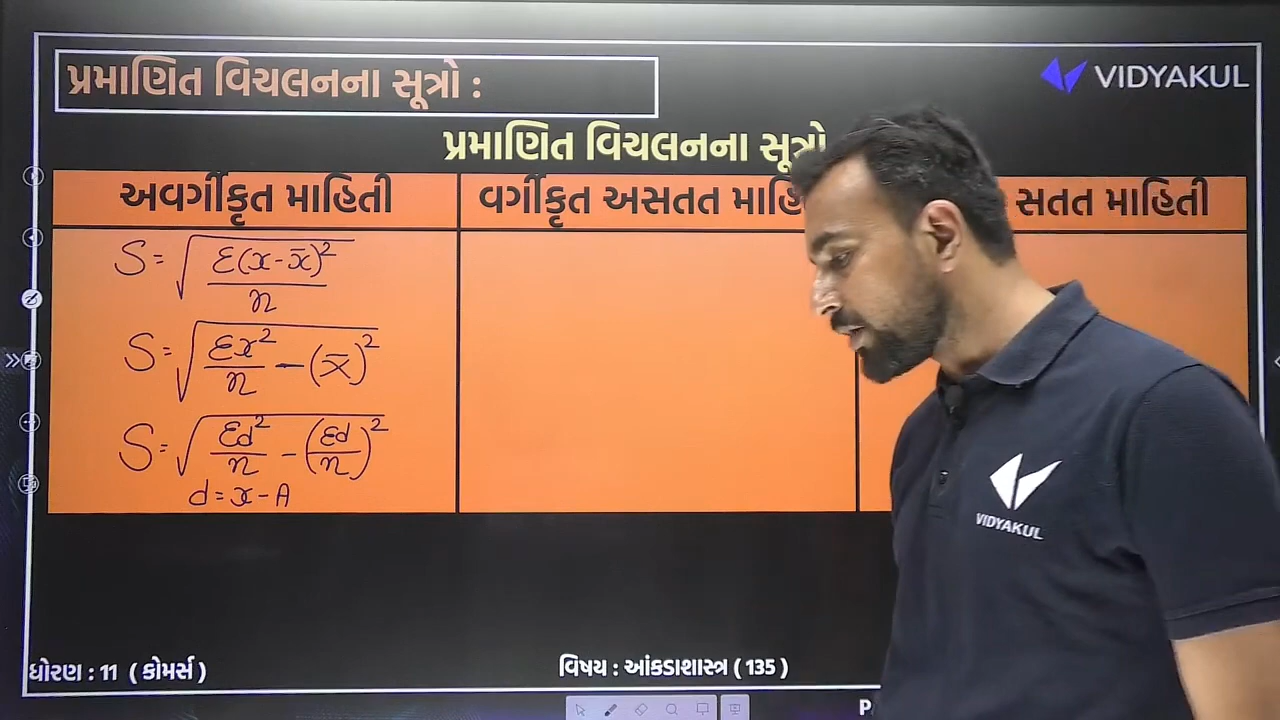 પ્રમાણિત વિચલનના સૂત્રો :
VIDYAKUL
પ્રમાણિત વિચલનના સૂત્રો
અવર્ગીકૃત માહિતી
વર્ગીકૃત અસતત
સતત માહિતી
S = √(Σ(x-x̄)²/n)
S = √(Σx²/n - (x̄)²)
S = √(Σd²/n - (Σd/n)²)
d = x - A
VIDYAKUL
ધોરણ : 11 ( કોમર્સ )
વિષય : આંકડાશાસ્ત્ર ( 135 )